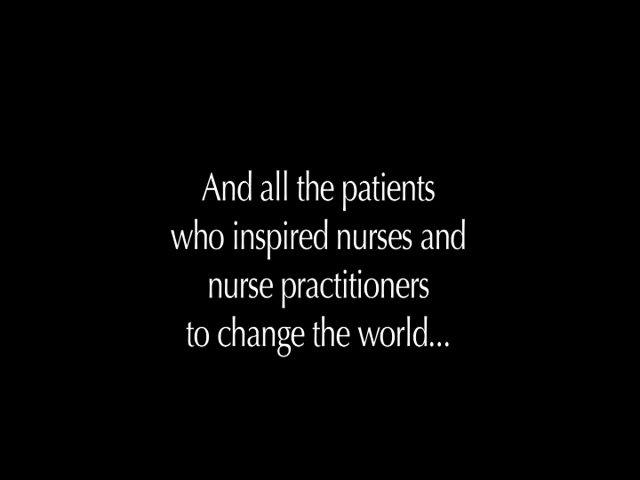 And all the patients
who inspired nurses and
nurse practitioners
to change the world...